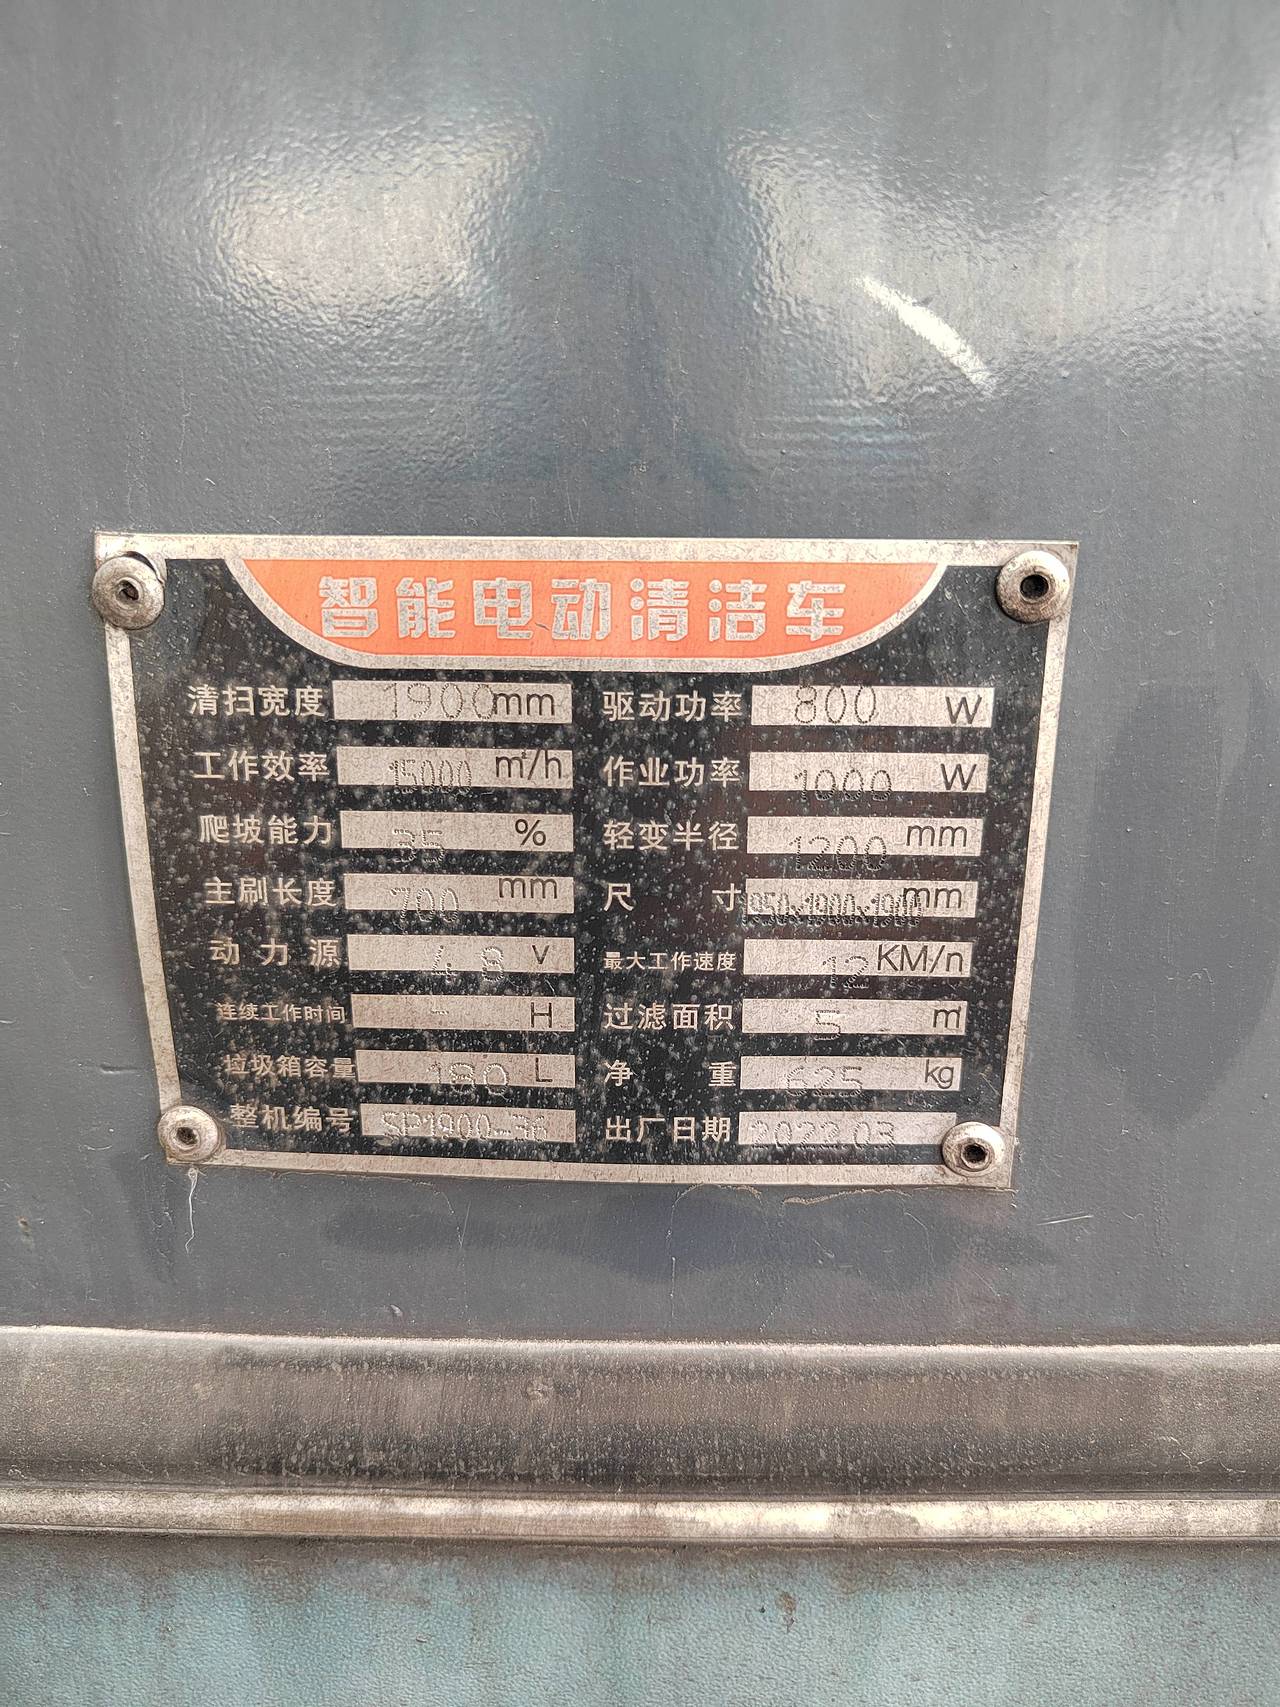 智能电动清洁车
清扫宽度 1900mm 驱动功率 800 W
工作效率 15000 m²/h 作业功率 1000 W
爬坡能力 35 % 轻变半径 1200 mm
主刷长度 700 mm 尺寸 1850×1900×1900mm
动力源 48 V 最大工作速度 12 KM/n
连续工作时间 - H 过滤面积 5 m²
垃圾箱容量 180 L 净重 625 kg
整机编号 SP1900-36 出厂日期 2022.03